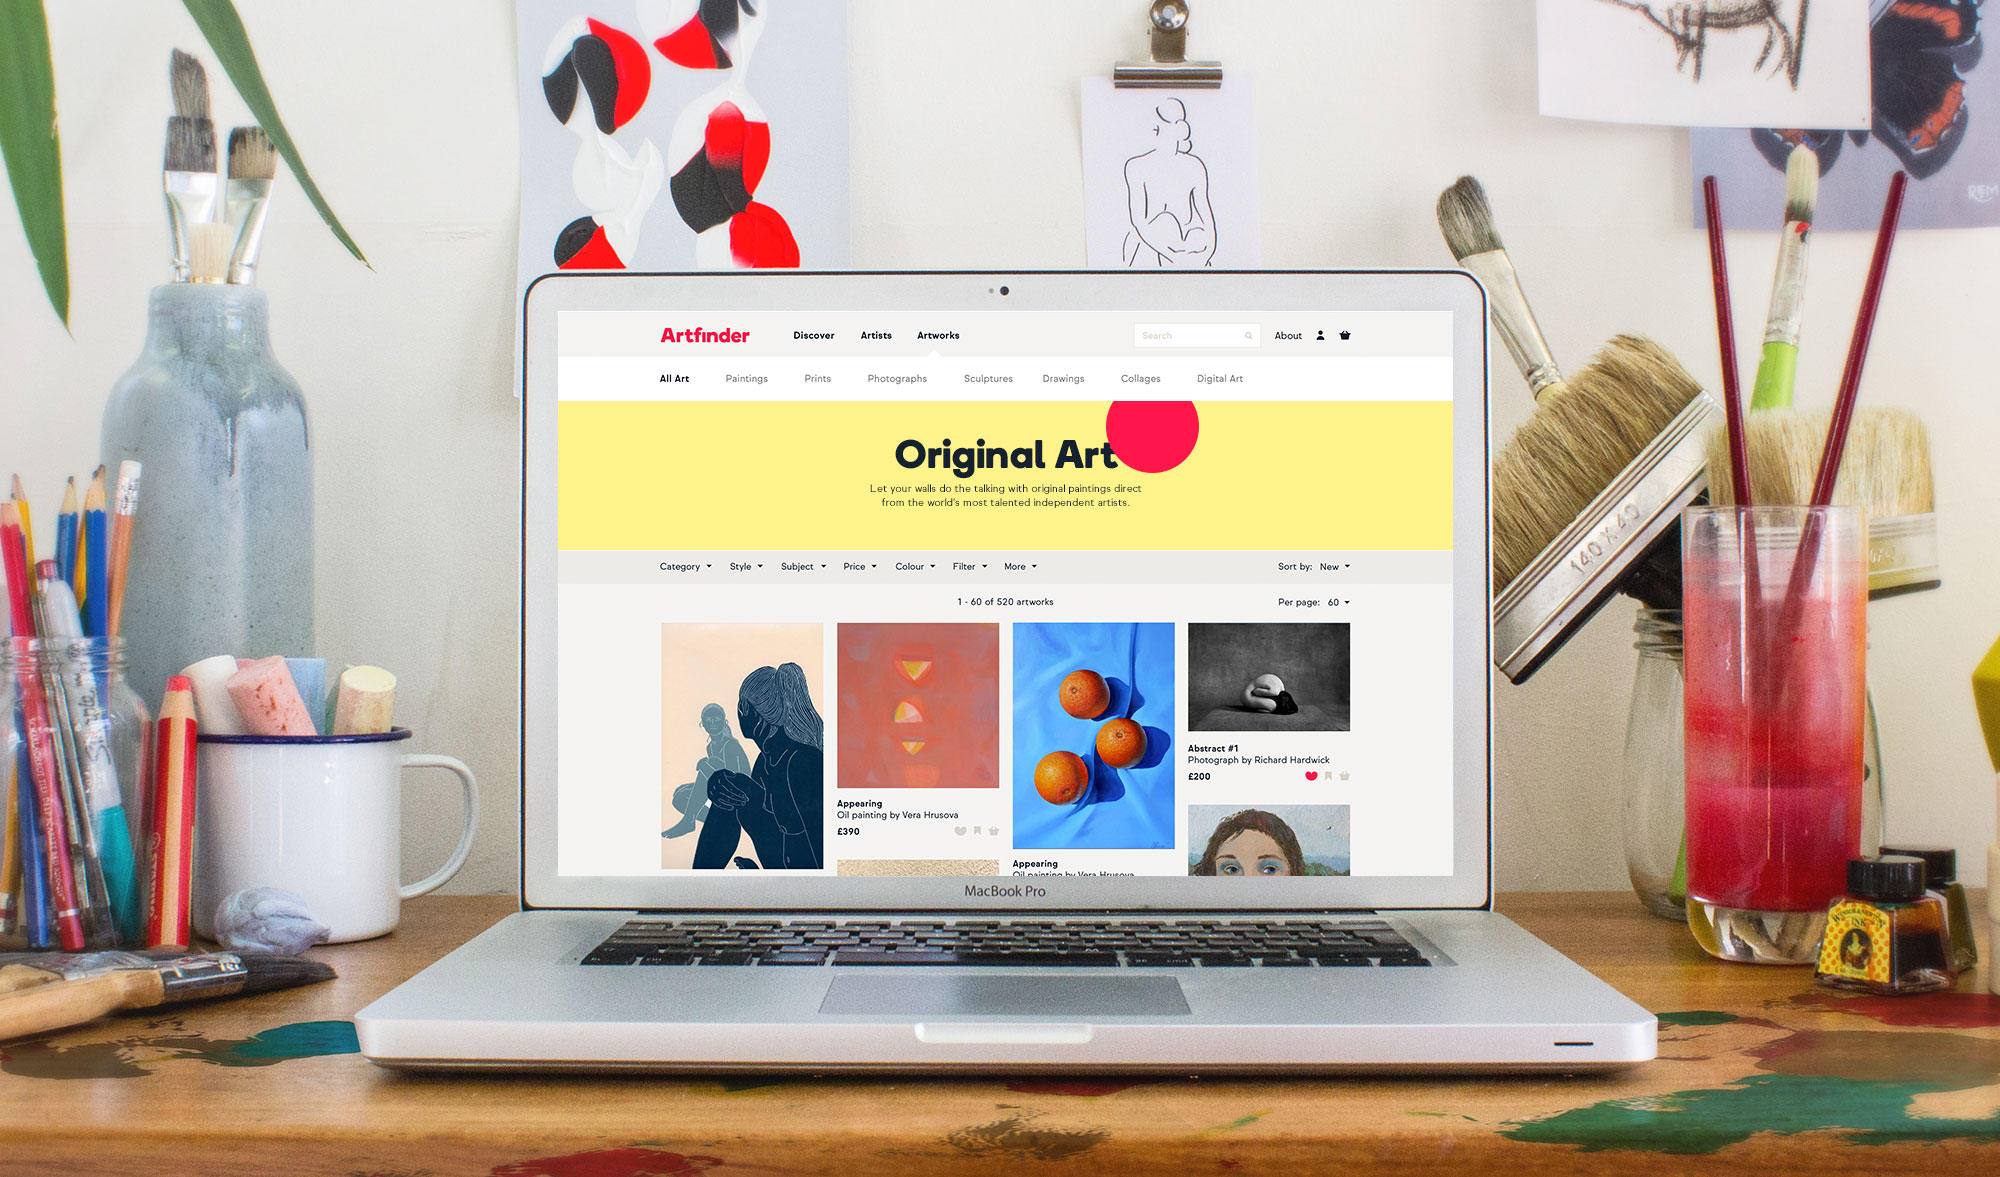 Artfinder
Discover
Artists
Artworks
Search
About
All Art
Paintings
Prints
Photographs
Sculptures
Drawings
Collages
Digital Art
Original Art
Let your walls do the talking with original paintings direct
from the world's most talented independent artists.
Category
Style
Subject
Price
Colour
Filter
More
Sort by: New
1 - 60 of 520 artworks
Per page: 60
Appearing
Oil painting by Vera Hrusova
£390
Appearing
Oil painting by Vera Hrusova
Abstract #1
Photograph by Richard Hardwick
£200
MacBook Pro
140 X 40
INK